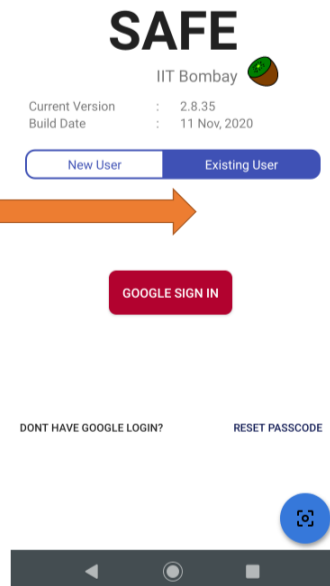 SAFE
IIT Bombay
Current Version : 2.8.35
Build Date : 11 Nov, 2020
New User Existing User
GOOGLE SIGN IN
DONT HAVE GOOGLE LOGIN? RESET PASSCODE